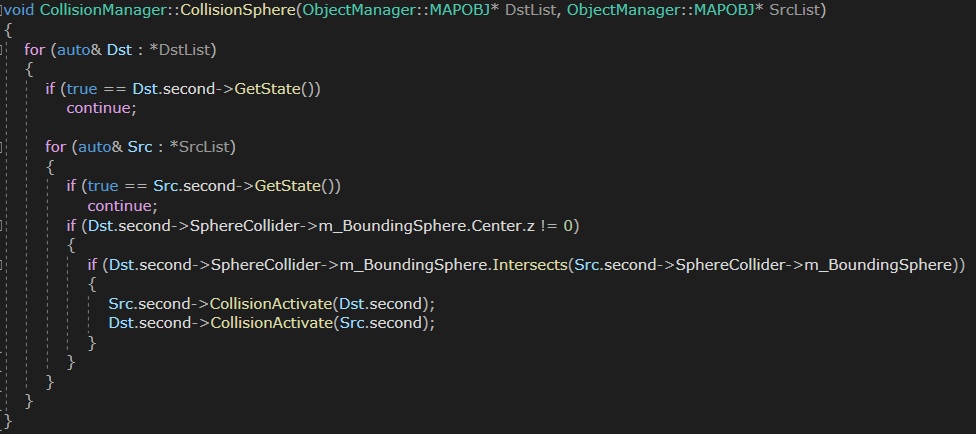 void CollisionManager::CollisionSphere(ObjectManager::MAPOBJ* DstList, ObjectManager::MAPOBJ* SrcList)
{
for (auto& Dst : *DstList)
{
if (true == Dst.second->GetState())
continue;
for (auto& Src : *SrcList)
{
if (true == Src.second->GetState())
continue;
if (Dst.second->SphereCollider->m_BoundingSphere.Center.z != 0)
{
if (Dst.second->SphereCollider->m_BoundingSphere.Intersects(Src.second->SphereCollider->m_BoundingSphere))
{
Src.second->CollisionActivate(Dst.second);
Dst.second->CollisionActivate(Src.second);
}
}
}
}
}